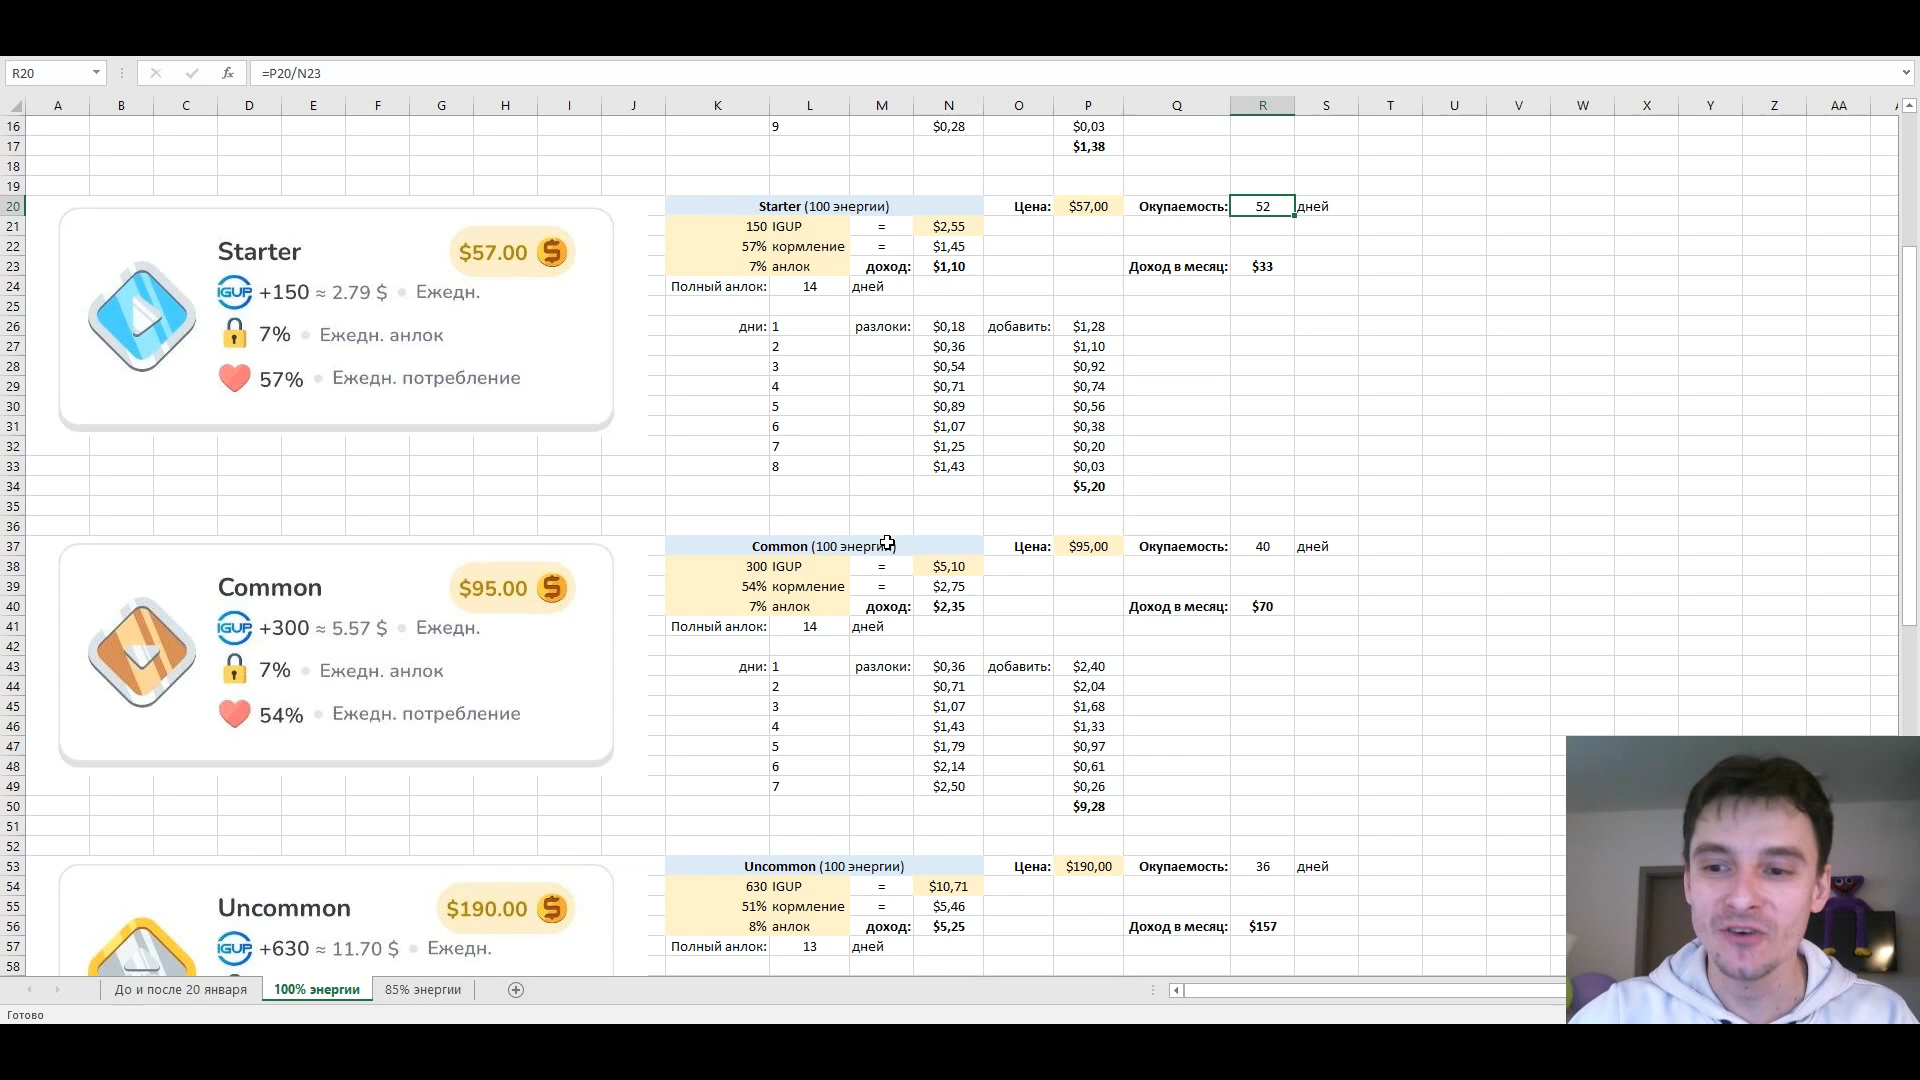 R20
=P20/N23
A B C D E F G H I J K L M N O P Q R S T U V W X Y Z AA
16 9 $0,28 $0,03
17 $1,38
18
19
20 Starter (100 энергии) Цена: $57,00 Окупаемость: 52 дней
21 150 IGUP = $2,55
22 57% кормление = $1,45
23 7% анлок доход: $1,10 Доход в месяц: $33
24 Полный анлок: 14 дней
25
26 дни: 1 разлоки: $0,18 добавить: $1,28
27 2 $0,36 $1,10
28 3 $0,54 $0,92
29 4 $0,71 $0,74
30 5 $0,89 $0,56
31 6 $1,07 $0,38
32 7 $1,25 $0,20
33 8 $1,43 $0,03
34 $5,20
35
36
37 Common (100 энергии) Цена: $95,00 Окупаемость: 40 дней
38 300 IGUP = $5,10
39 54% кормление = $2,75
40 7% анлок доход: $2,35 Доход в месяц: $70
41 Полный анлок: 14 дней
42
43 дни: 1 разлоки: $0,36 добавить: $2,40
44 2 $0,71 $2,04
45 3 $1,07 $1,68
46 4 $1,43 $1,33
47 5 $1,79 $0,97
48 6 $2,14 $0,61
49 7 $2,50 $0,26
50 $9,28
51
52
53 Uncommon (100 энергии) Цена: $190,00 Окупаемость: 36 дней
54 630 IGUP = $10,71
55 51% кормление = $5,46
56 8% анлок доход: $5,25 Доход в месяц: $157
57 Полный анлок: 13 дней
58
Starter $57.00
IGUP +150 ≈ 2.79 $ • Ежедн.
7% • Ежедн. анлок
57% • Ежедн. потребление
Common $95.00
IGUP +300 ≈ 5.57 $ • Ежедн.
7% • Ежедн. анлок
54% • Ежедн. потребление
Uncommon $190.00
IGUP +630 ≈ 11.70 $ • Ежедн.
До и после 20 января 100% энергии 85% энергии
Готово